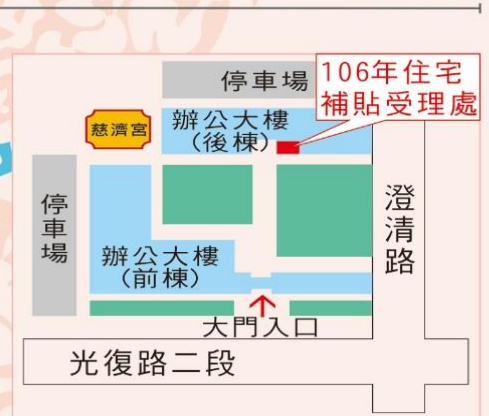 停車場
106年住宅
補貼受理處
慈濟宮
辦公大樓
(後棟)
停車場
澄清路
辦公大樓
(前棟)
大門入口
光復路二段